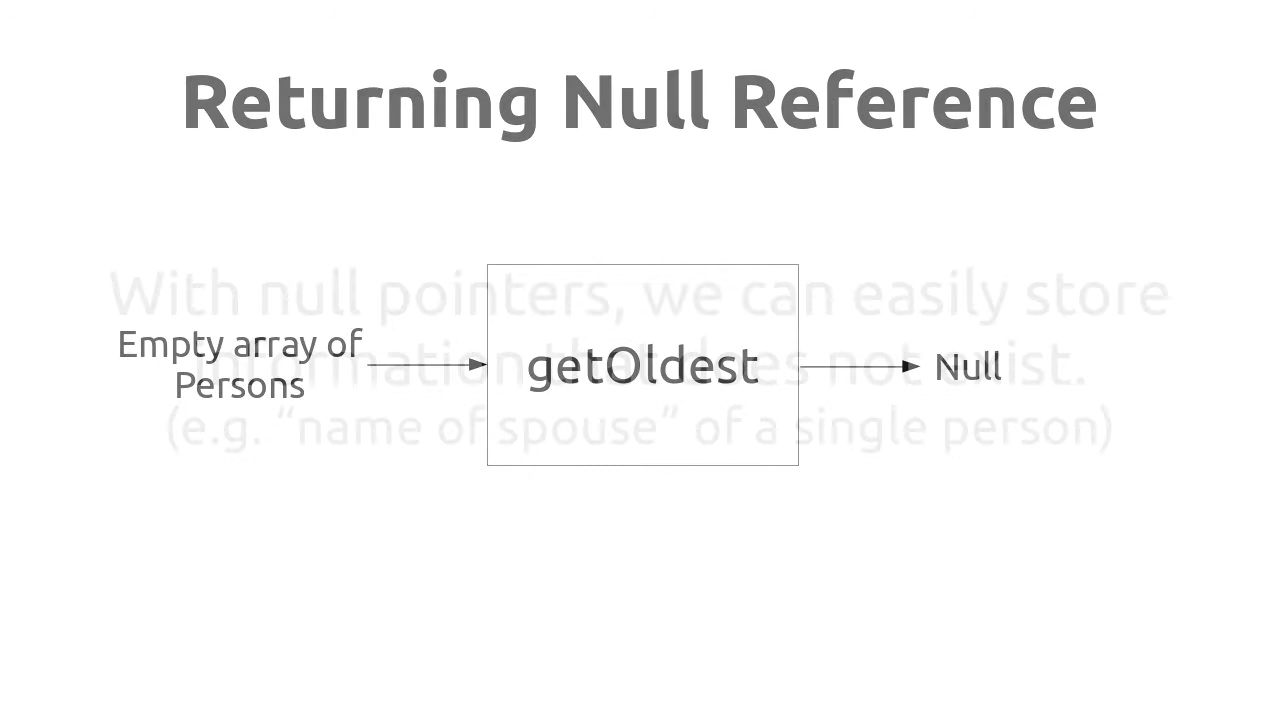 Returning Null Reference
With null pointers, we can easily store
information that does not exist.
(e.g. “name of spouse” of a single person)
Empty array of
Persons
getOldest
Null